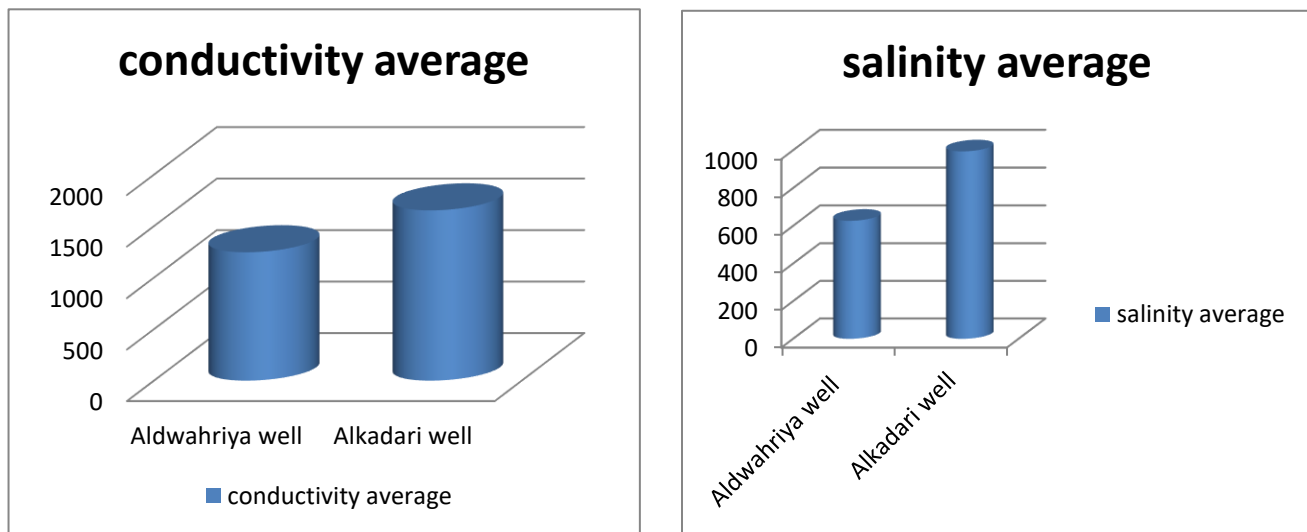 conductivity average
2000
1500
1000
500
0
Aldwahriya well Alkadari well
conductivity average
salinity average
1000
800
600
400
200
0
Aldwahriya well
Alkadari well
salinity average